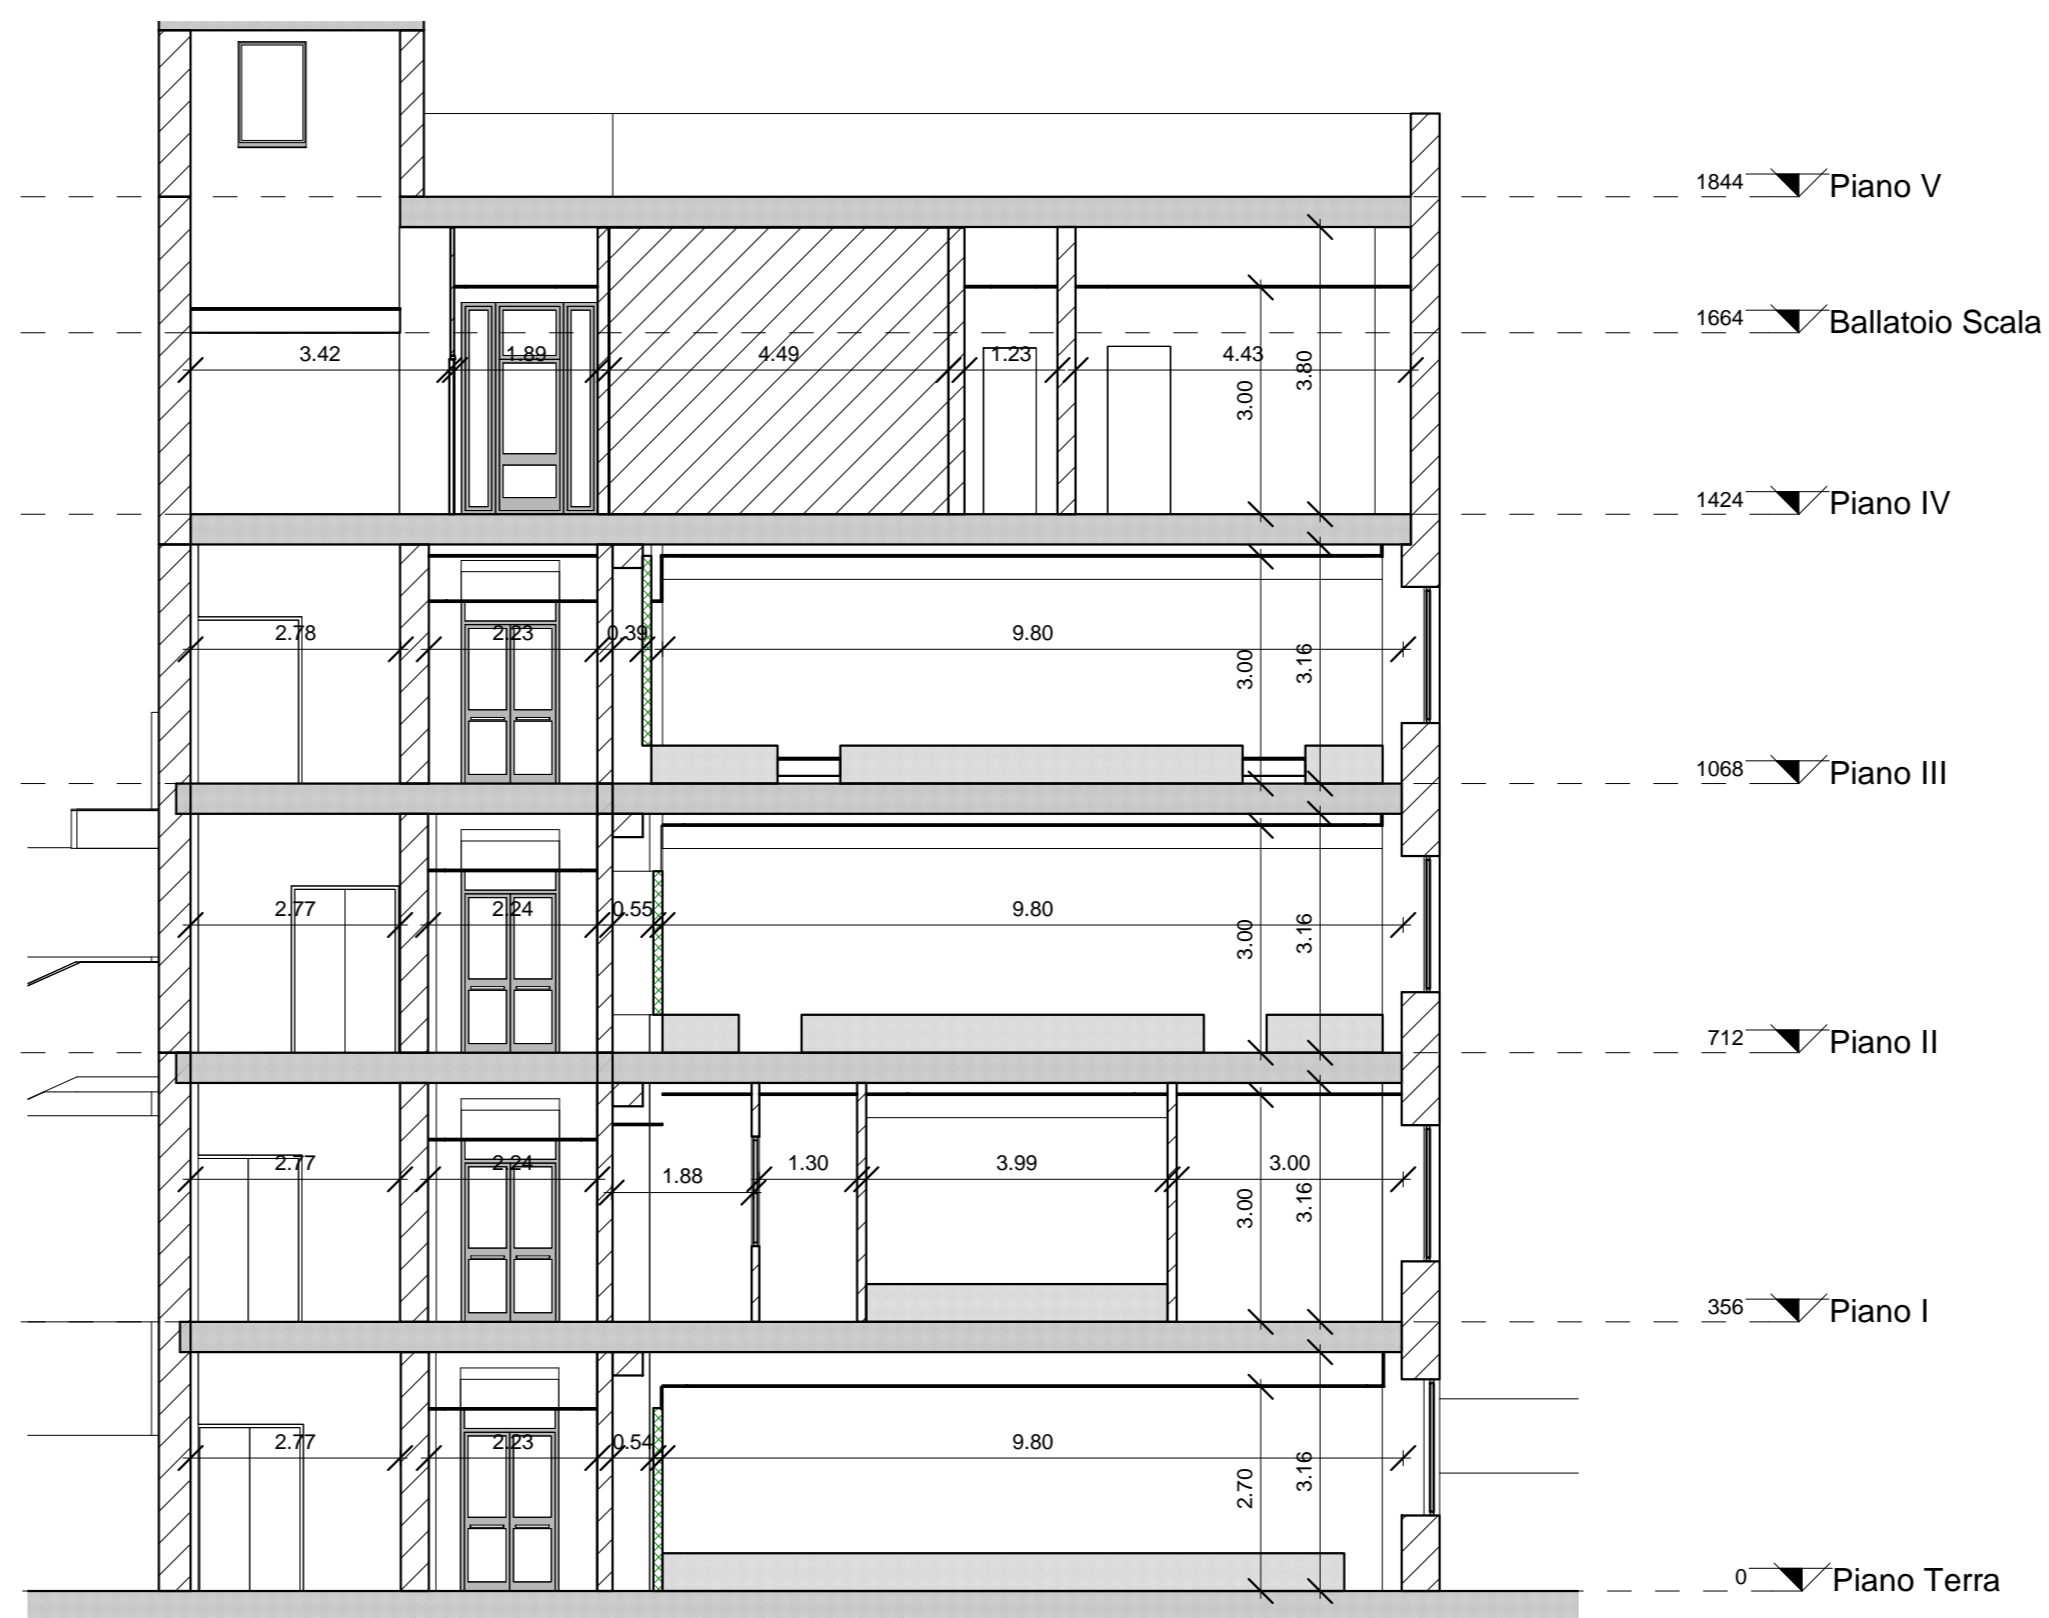 1844 Piano V
1664 Ballatoio Scala
3.42 1.89 4.49 1.23 4.43
3.00 3.80
1424 Piano IV
2.78 2.23 0.39 9.80
3.00 3.16
1068 Piano III
2.77 2.24 0.55 9.80
3.00 3.16
712 Piano II
2.77 2.24 1.88 1.30 3.99 3.00
3.00 3.16
356 Piano I
2.77 2.23 0.54 9.80
2.70 3.16
0 Piano Terra